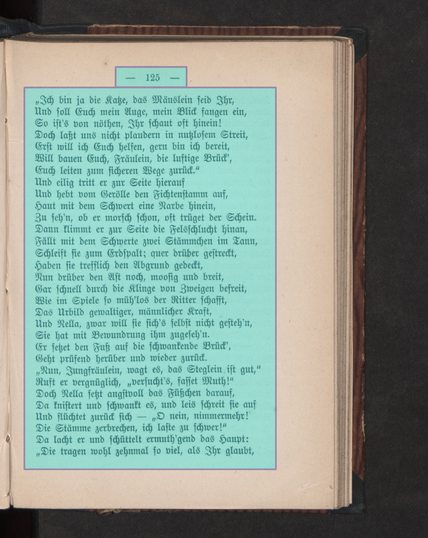 — 125 —
„Ich bin ja die Katze, das Mäuslein seid Ihr,
Und soll Euch mein Auge, mein Blick fangen ein,
So ist's von nöthen, Ihr schaut oft hinein!
Doch laßt uns nicht plaudern in nutzlosem Streit,
Erst will ich Euch helfen, gern bin ich bereit,
Will bauen Euch, Fräulein, die luftige Brück',
Euch leiten zum sicheren Wege zurück.“
Und eilig tritt er zur Seite hierauf
Und hebt vom Gerölle den Fichtenstamm auf,
Haut mit dem Schwert eine Narbe hinein,
Zu seh'n, ob er morsch schon, oft trüget der Schein.
Dann klimmt er zur Seite die Felsschlucht hinan,
Fällt mit dem Schwerte zwei Stämmchen im Tann,
Schleift sie zum Erdspalt; quer drüber gestreckt,
Haben sie trefflich den Abgrund gedeckt,
Nun drüber den Ast noch, moosig und breit,
Gar schnell durch die Klinge von Zweigen befreit,
Wie im Spiele so müh'los der Ritter schafft,
Das Urbild gewaltiger, männlicher Kraft,
Und Nella, zwar will sie sich's selbst nicht gesteh'n,
Sie hat mit Bewundrung ihm zugeseh'n.
Er setzet den Fuß auf die schwankende Brück',
Geht prüfend herüber und wieder zurück.
„Nun, Jungfräulein, wagt es, das Steglein ist gut,“
Ruft er vergnüglich, „versucht's, fasset Muth!“
Doch Nella setzt angstvoll das Füßchen darauf,
Da knistert und schwankt es, und leis schreit sie auf
Und flüchtet zurück sich — „O nein, nimmermehr!
Die Stämme zerbrechen, ich laste zu schwer!“
Da lacht er und schüttelt ermuth'gend das Haupt:
„Die tragen wohl zehnmal so viel, als Ihr glaubt,